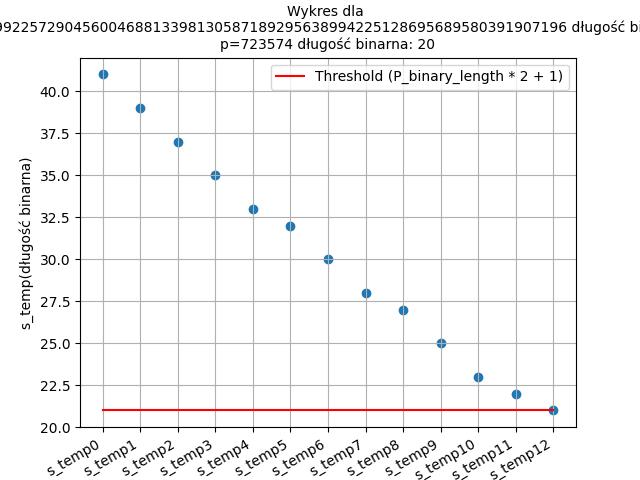 Wykres dla
992257290456004688133981305871892956389942251286956895803919071​96 długość bi
p=723574 długość binarna: 20
Threshold (P_binary_length * 2 + 1)
s_temp(długość binarna)
40.0
37.5
35.0
32.5
30.0
27.5
25.0
22.5
20.0
s_temp0
s_temp1
s_temp2
s_temp3
s_temp4
s_temp5
s_temp6
s_temp7
s_temp8
s_temp9
s_temp10
s_temp11
s_temp12